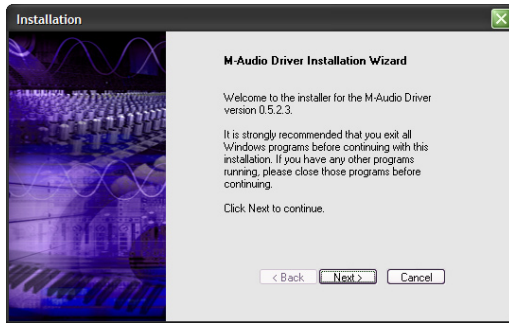 Installation
M-Audio Driver Installation Wizard
Welcome to the installer for the M-Audio Driver
version 0.5.2.3.
It is strongly recommended that you exit all
Windows programs before continuing with this
installation. If you have any other programs
running, please close those programs before
continuing.
Click Next to continue.
< Back Next > Cancel